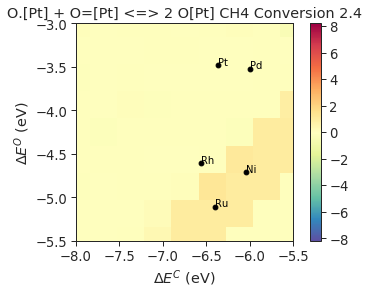 O.[Pt] + O=[Pt] <=> 2 O[Pt] CH4 Conversion 2.4
−3.0
−3.5
−4.0
−4.5
−5.0
−5.5
ΔE^O (eV)
Pt
Pd
Rh
Ni
Ru
−8.0 −7.5 −7.0 −6.5 −6.0 −5.5
ΔE^C (eV)
8
6
4
2
0
−2
−4
−6
−8